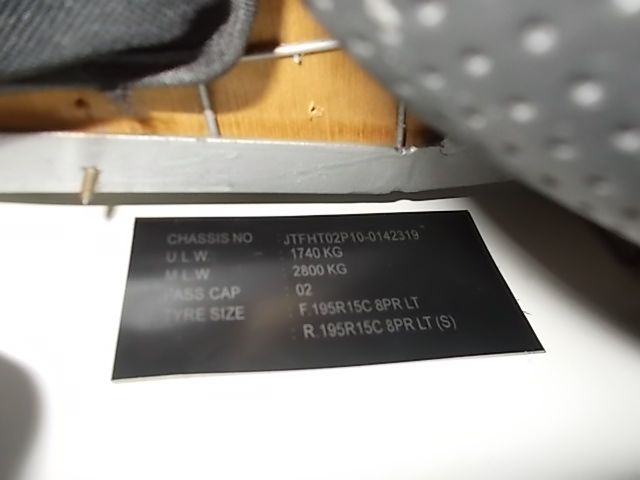 CHASSIS NO : JTFHT02P10-0142319
U L W : 1740 KG
M L W : 2800 KG
PASS CAP : 02
TYRE SIZE : F 195R15C 8PR LT
: R 195R15C 8PR LT (S)